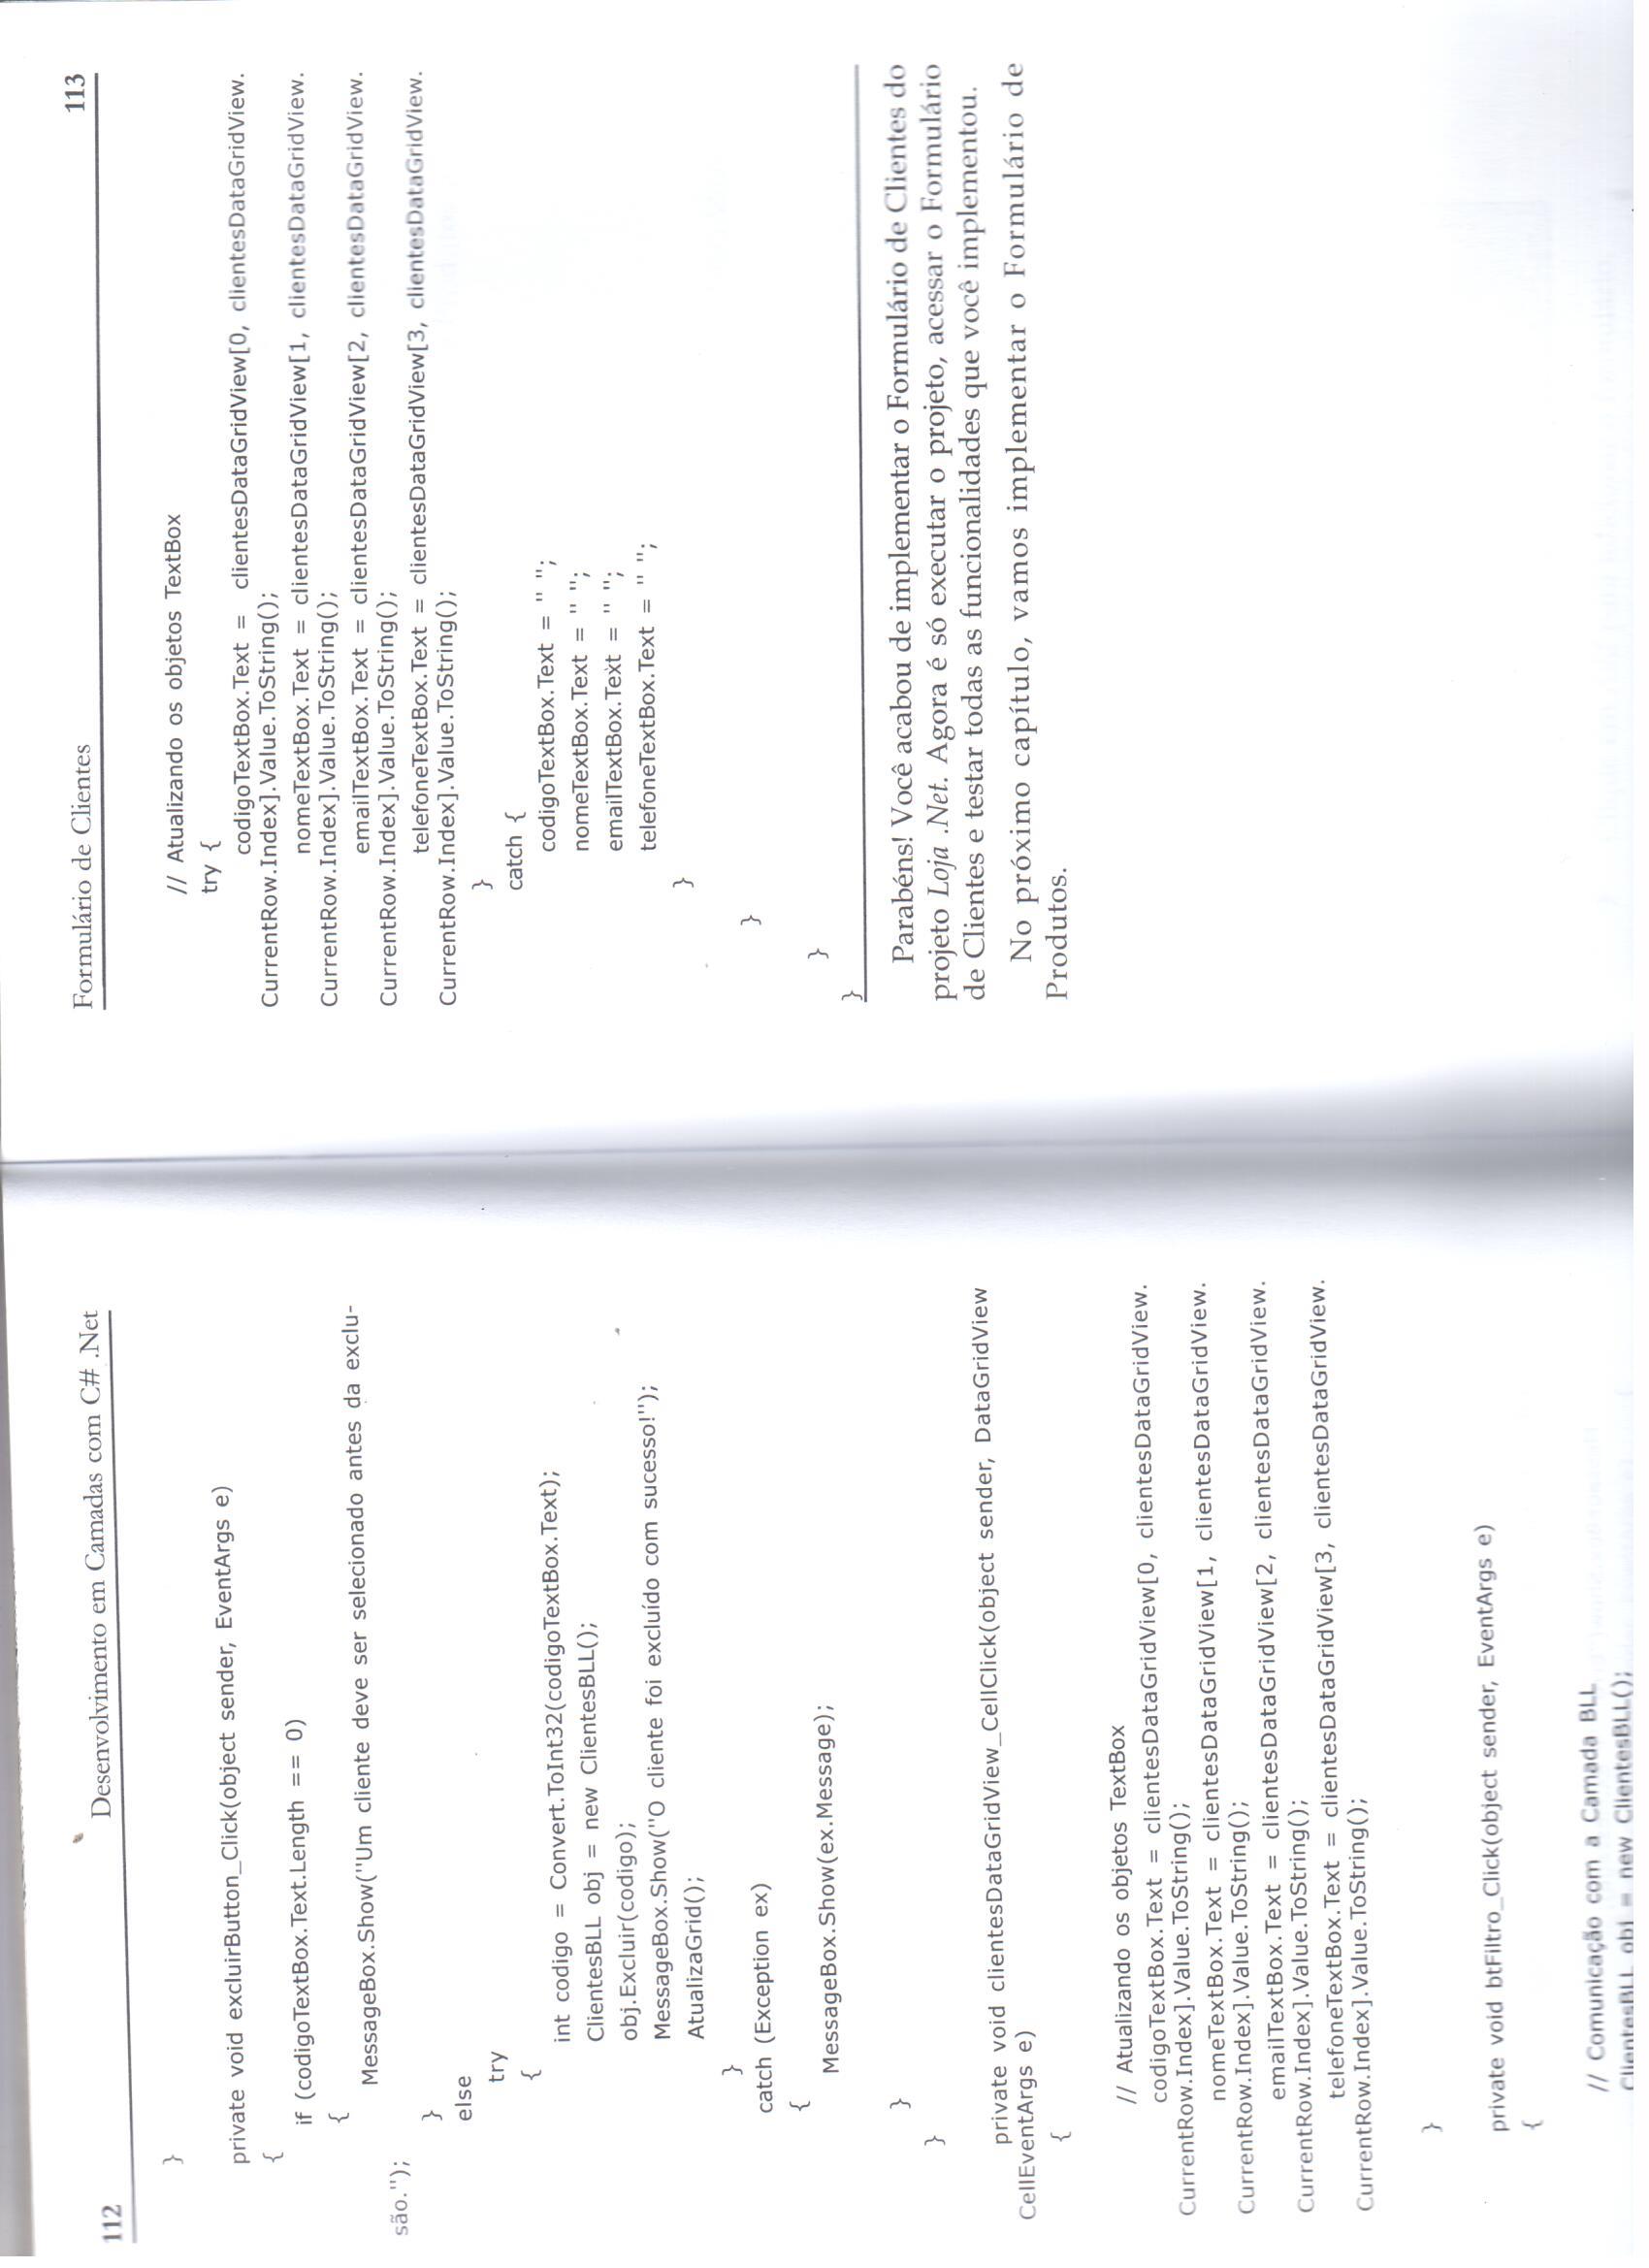 112
Desenvolvimento em Camadas com C# .Net
}
private void excluirButton_Click(object sender, EventArgs e)
{
if (codigoTextBox.Text.Length == 0)
{
MessageBox.Show("Um cliente deve ser selecionado antes da exclu-
são.");
}
else
try
{
int codigo = Convert.ToInt32(codigoTextBox.Text);
ClientesBLL obj = new ClientesBLL();
obj.Excluir(codigo);
MessageBox.Show("O cliente foi excluído com sucesso!");
AtualizaGrid();
}
catch (Exception ex)
{
MessageBox.Show(ex.Message);
}
}
private void clientesDataGridView_CellClick(object sender, DataGridView
CellEventArgs e)
{
// Atualizando os objetos TextBox
codigoTextBox.Text = clientesDataGridView[0, clientesDataGridView.
CurrentRow.Index].Value.ToString();
nomeTextBox.Text = clientesDataGridView[1, clientesDataGridView.
CurrentRow.Index].Value.ToString();
emailTextBox.Text = clientesDataGridView[2, clientesDataGridView.
CurrentRow.Index].Value.ToString();
telefoneTextBox.Text = clientesDataGridView[3, clientesDataGridView.
CurrentRow.Index].Value.ToString();
}
private void btFiltro_Click(object sender, EventArgs e)
{
// Comunicação com a Camada BLL
ClientesBLL obj = new ClientesBLL();
Formulário de Clientes
113
// Atualizando os objetos TextBox
try {
codigoTextBox.Text = clientesDataGridView[0, clientesDataGridView.
CurrentRow.Index].Value.ToString();
nomeTextBox.Text = clientesDataGridView[1, clientesDataGridView.
CurrentRow.Index].Value.ToString();
emailTextBox.Text = clientesDataGridView[2, clientesDataGridView.
CurrentRow.Index].Value.ToString();
telefoneTextBox.Text = clientesDataGridView[3, clientesDataGridView.
CurrentRow.Index].Value.ToString();
}
catch {
codigoTextBox.Text = " ";
nomeTextBox.Text = " ";
emailTextBox.Text = " ";
telefoneTextBox.Text = " ";
}
}
}
}
Parabéns! Você acabou de implementar o Formulário de Clientes do
projeto Loja .Net. Agora é só executar o projeto, acessar o Formulário
de Clientes e testar todas as funcionalidades que você implementou.
No próximo capítulo, vamos implementar o Formulário de
Produtos.